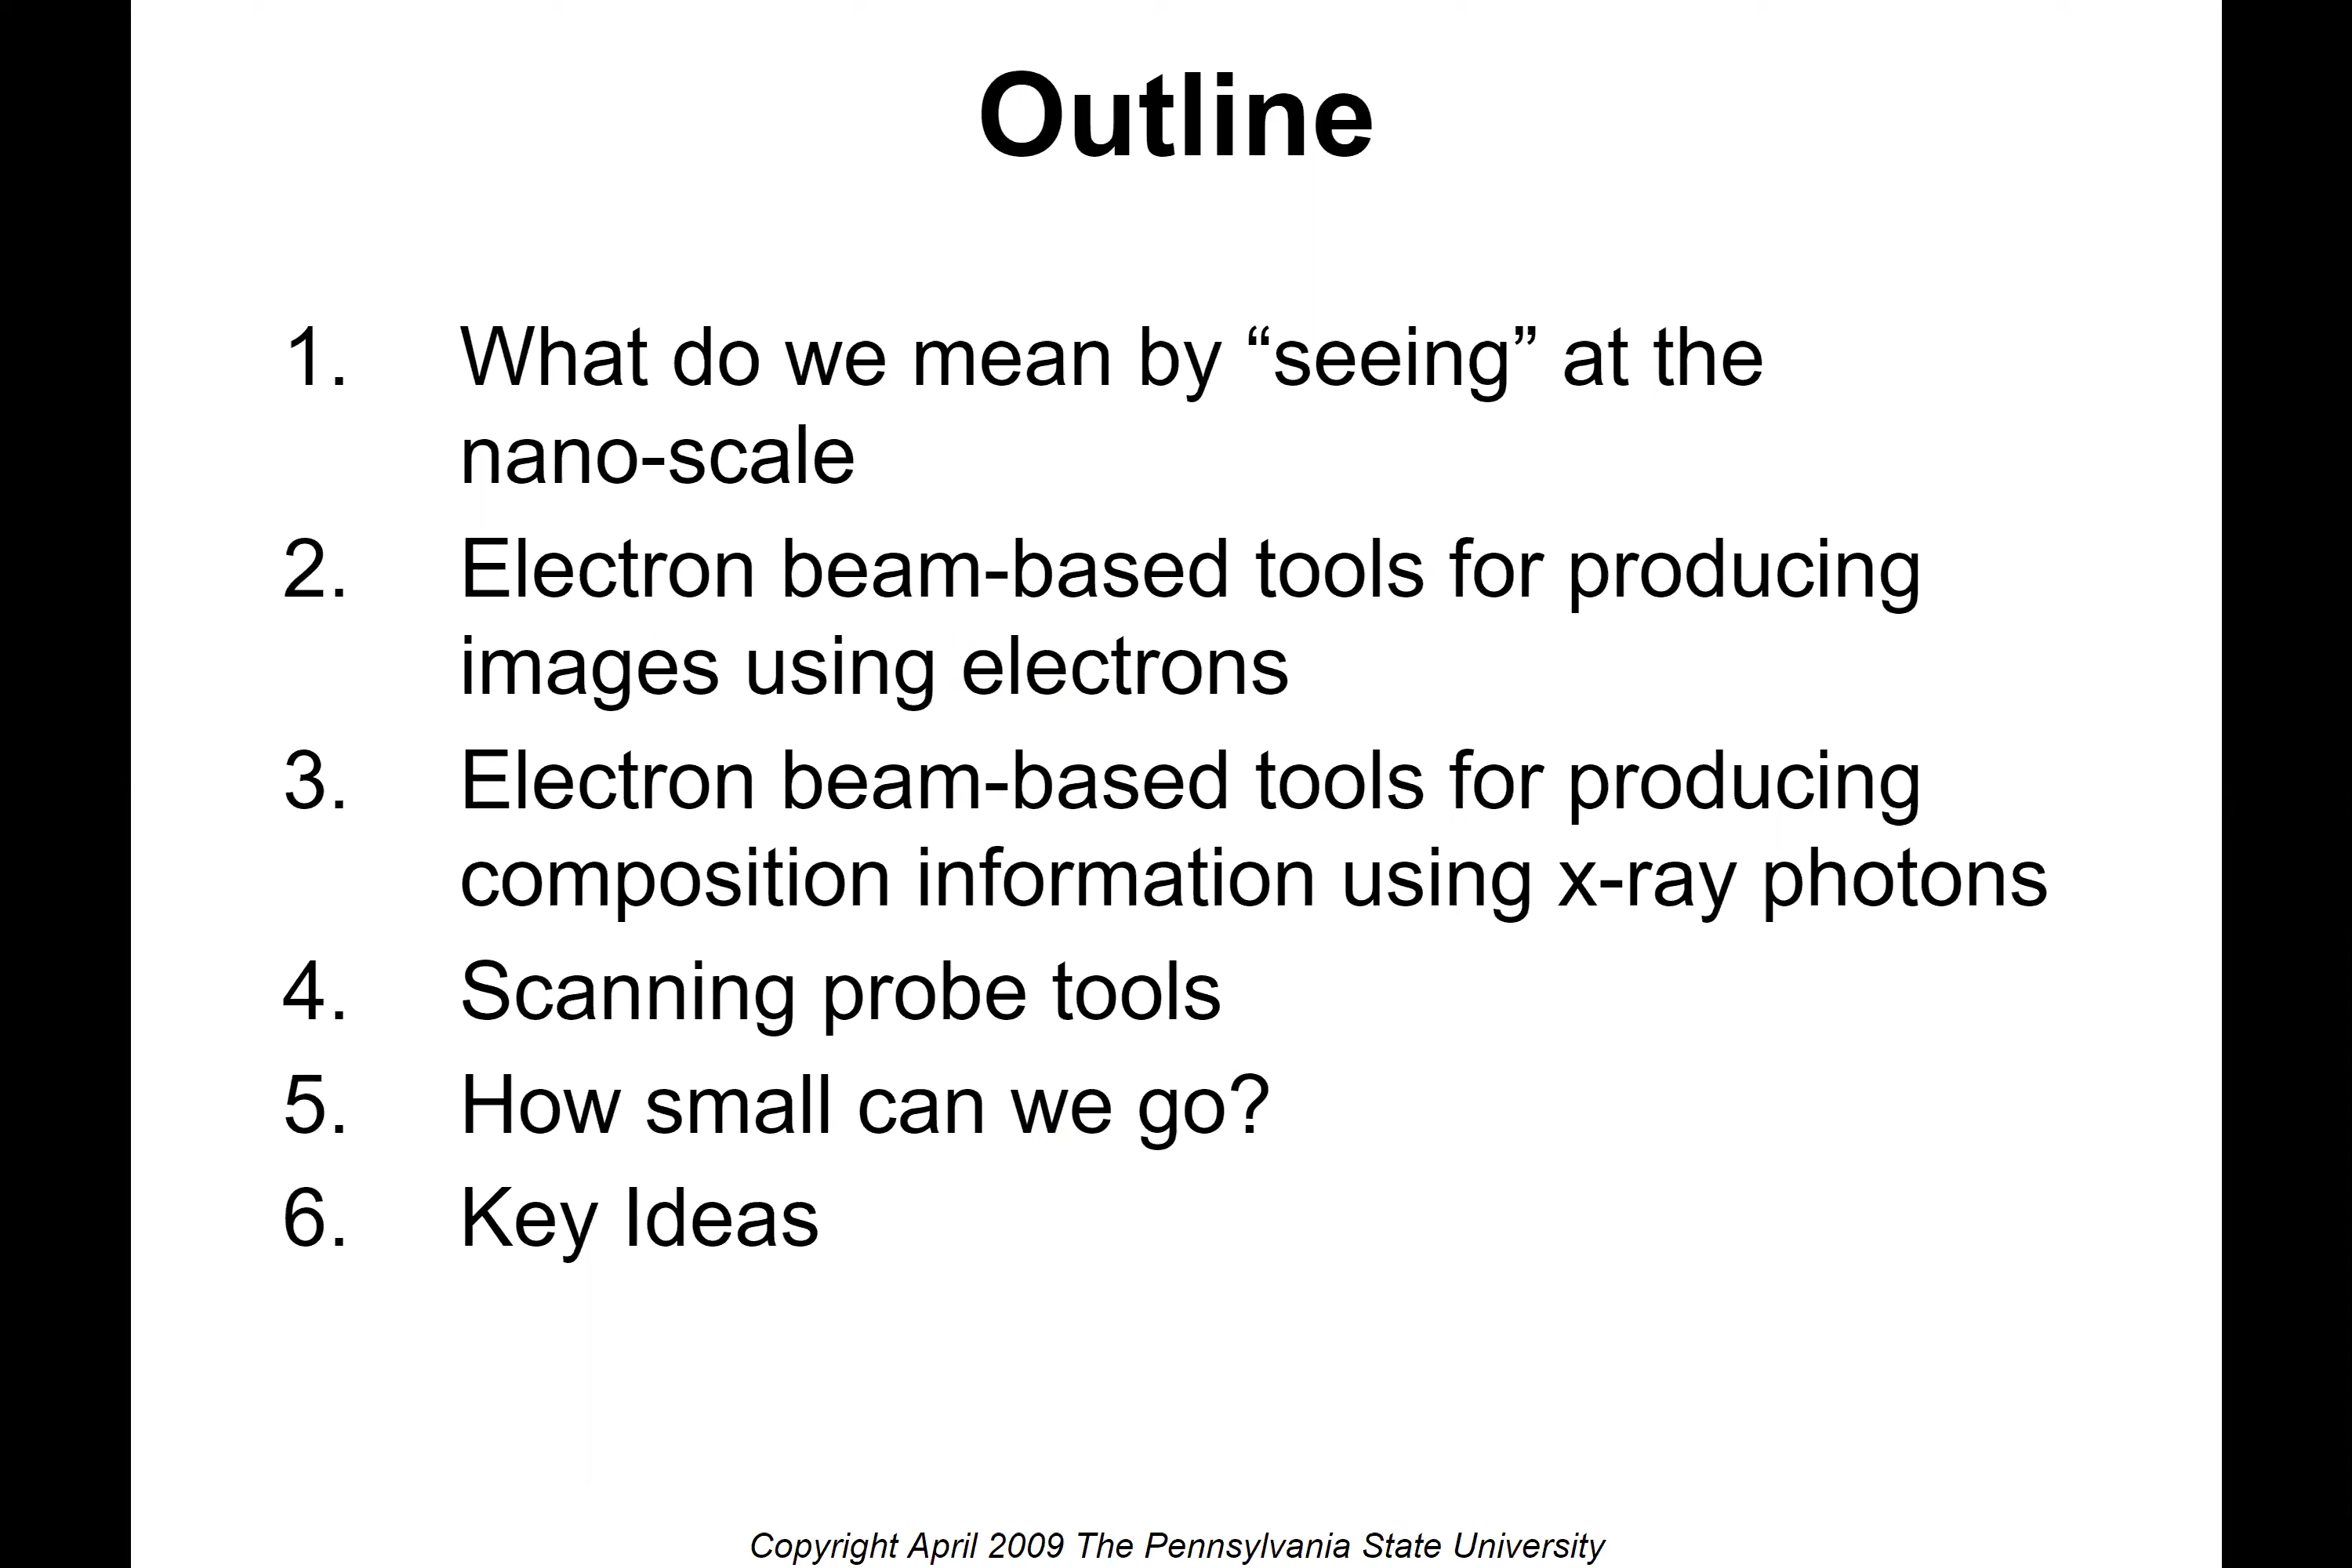 Outline
1. What do we mean by “seeing” at the
nano-scale
2. Electron beam-based tools for producing
images using electrons
3. Electron beam-based tools for producing
composition information using x-ray photons
4. Scanning probe tools
5. How small can we go?
6. Key Ideas
Copyright April 2009 The Pennsylvania State University